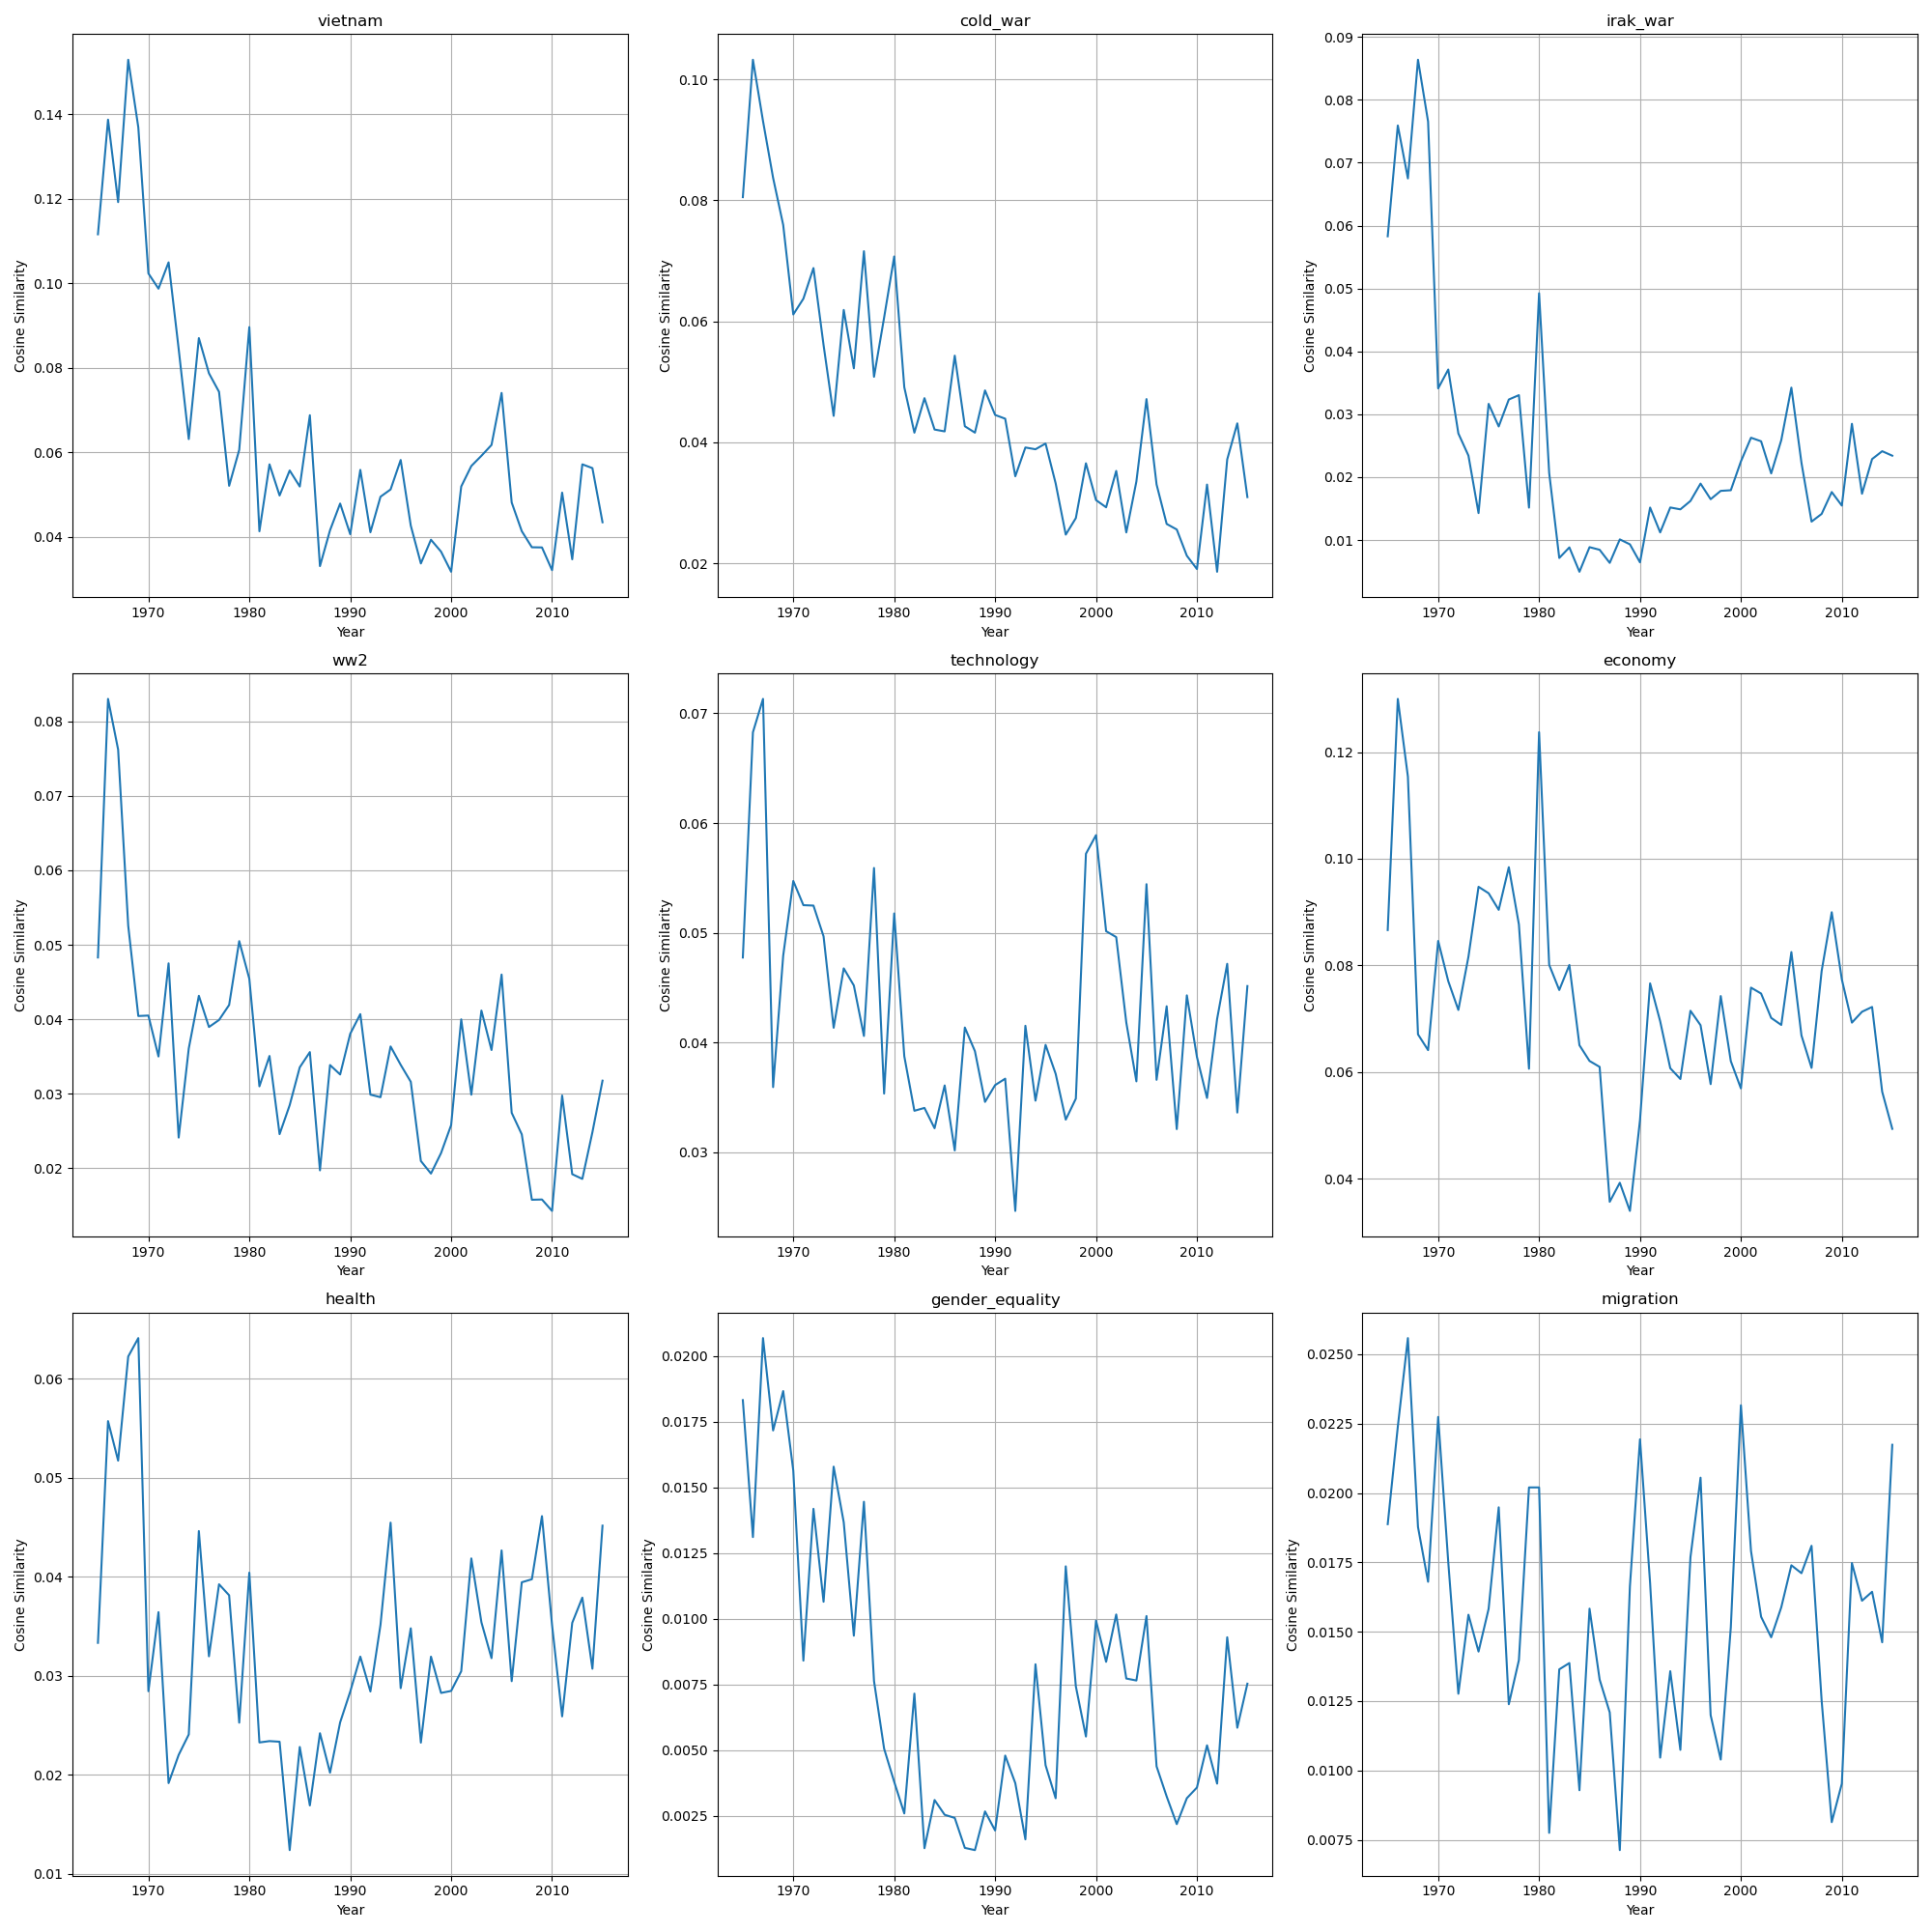 vietnam cold_war irak_war
0.14
0.12
0.10
0.08
0.06
0.04
Cosine Similarity
1970 1980 1990 2000 2010
Year
0.10
0.08
0.06
0.04
0.02
Cosine Similarity
1970 1980 1990 2000 2010
Year
0.09
0.08
0.07
0.06
0.05
0.04
0.03
0.02
0.01
Cosine Similarity
1970 1980 1990 2000 2010
Year
ww2 technology economy
0.08
0.07
0.06
0.05
0.04
0.03
0.02
Cosine Similarity
1970 1980 1990 2000 2010
Year
0.07
0.06
0.05
0.04
0.03
Cosine Similarity
1970 1980 1990 2000 2010
Year
0.12
0.10
0.08
0.06
0.04
Cosine Similarity
1970 1980 1990 2000 2010
Year
health gender_equality migration
0.06
0.05
0.04
0.03
0.02
0.01
Cosine Similarity
1970 1980 1990 2000 2010
Year
0.0200
0.0175
0.0150
0.0125
0.0100
0.0075
0.0050
0.0025
Cosine Similarity
1970 1980 1990 2000 2010
Year
0.0250
0.0225
0.0200
0.0175
0.0150
0.0125
0.0100
0.0075
Cosine Similarity
1970 1980 1990 2000 2010
Year